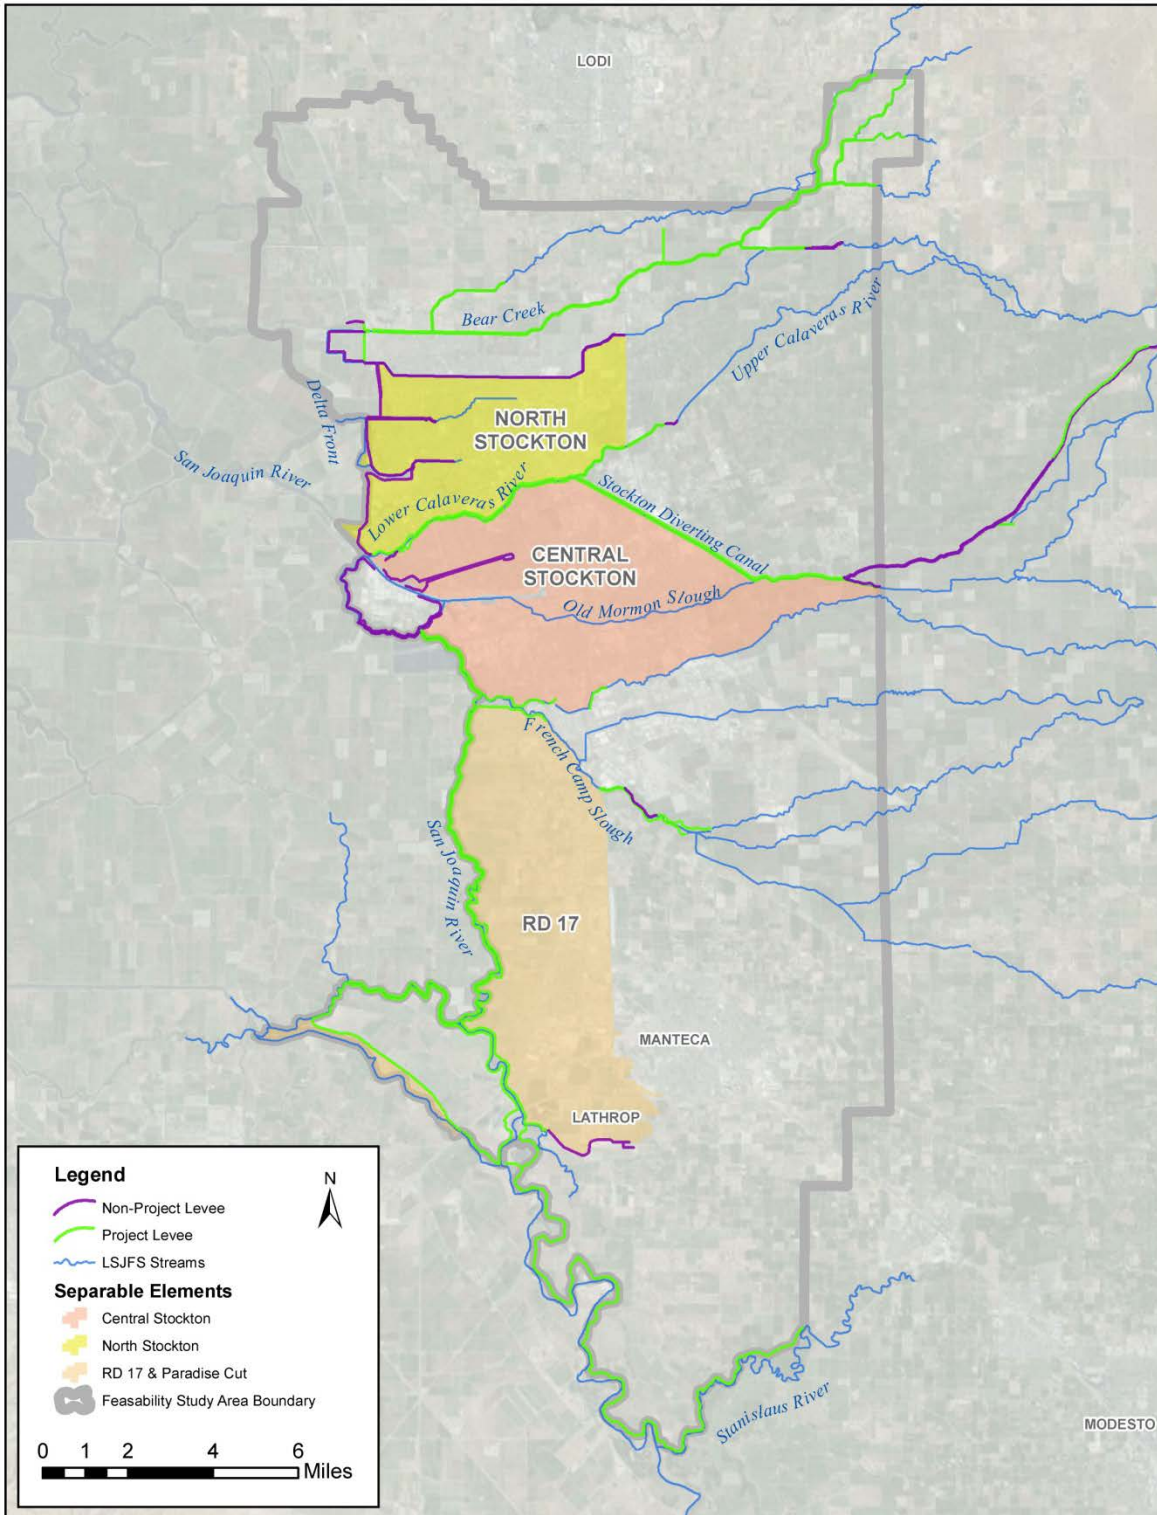 LODI
Bear Creek
Upper Calaveras River
Delta Front
NORTH
STOCKTON
San Joaquin River
Lower Calaveras River
Stockton Diverting Canal
CENTRAL
STOCKTON
Old Mormon Slough
French Camp Slough
San Joaquin River
RD 17
MANTECA
LATHROP
Stanislaus River
MODESTO
Legend
N
Non-Project Levee
Project Levee
LSJFS Streams
Separable Elements
Central Stockton
North Stockton
RD 17 & Paradise Cut
Feasability Study Area Boundary
0 1 2 4 6
Miles